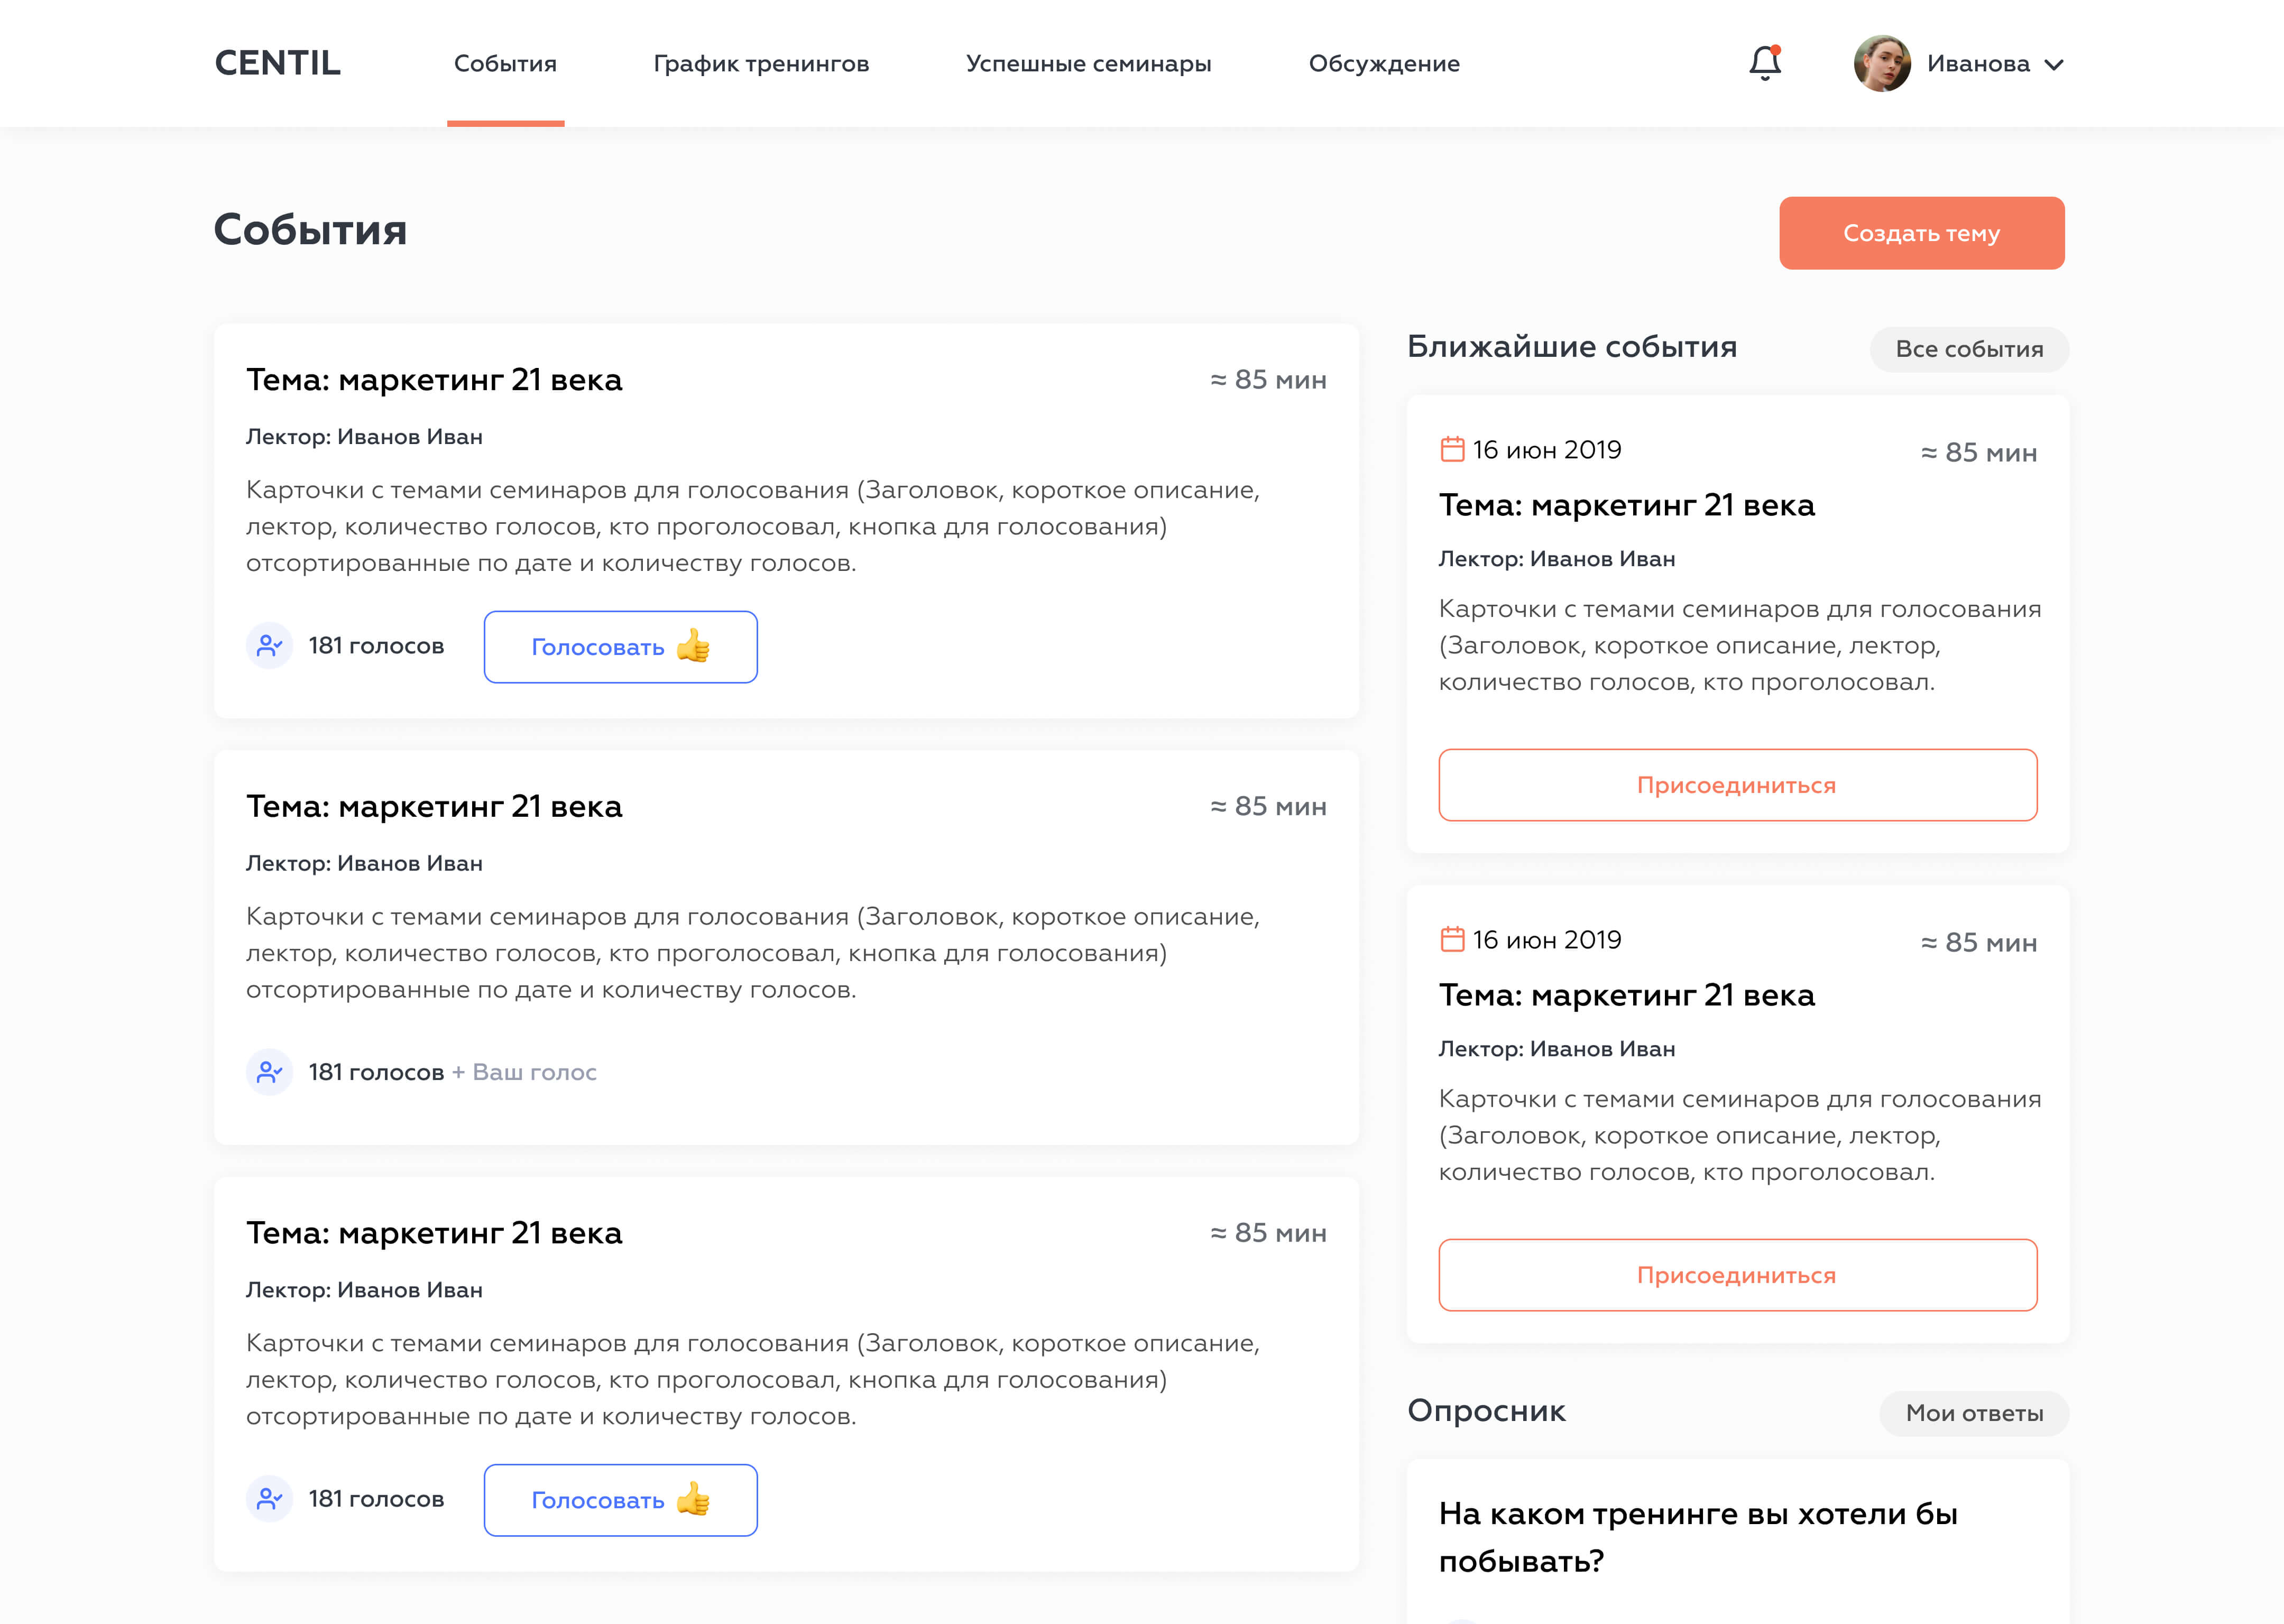 CENTIL
События
График тренингов
Успешные семинары
Обсуждение
Иванова
События
Создать тему
Тема: маркетинг 21 века
≈ 85 мин
Лектор: Иванов Иван
Карточки с темами семинаров для голосования (Заголовок, короткое описание,
лектор, количество голосов, кто проголосовал, кнопка для голосования)
отсортированные по дате и количеству голосов.
181 голосов
Голосовать 👍
Тема: маркетинг 21 века
≈ 85 мин
Лектор: Иванов Иван
Карточки с темами семинаров для голосования (Заголовок, короткое описание,
лектор, количество голосов, кто проголосовал, кнопка для голосования)
отсортированные по дате и количеству голосов.
181 голосов + Ваш голос
Тема: маркетинг 21 века
≈ 85 мин
Лектор: Иванов Иван
Карточки с темами семинаров для голосования (Заголовок, короткое описание,
лектор, количество голосов, кто проголосовал, кнопка для голосования)
отсортированные по дате и количеству голосов.
181 голосов
Голосовать 👍
Ближайшие события
Все события
16 июн 2019
≈ 85 мин
Тема: маркетинг 21 века
Лектор: Иванов Иван
Карточки с темами семинаров для голосования
(Заголовок, короткое описание, лектор,
количество голосов, кто проголосовал.
Присоединиться
16 июн 2019
≈ 85 мин
Тема: маркетинг 21 века
Лектор: Иванов Иван
Карточки с темами семинаров для голосования
(Заголовок, короткое описание, лектор,
количество голосов, кто проголосовал.
Присоединиться
Опросник
Мои ответы
На каком тренинге вы хотели бы
побывать?